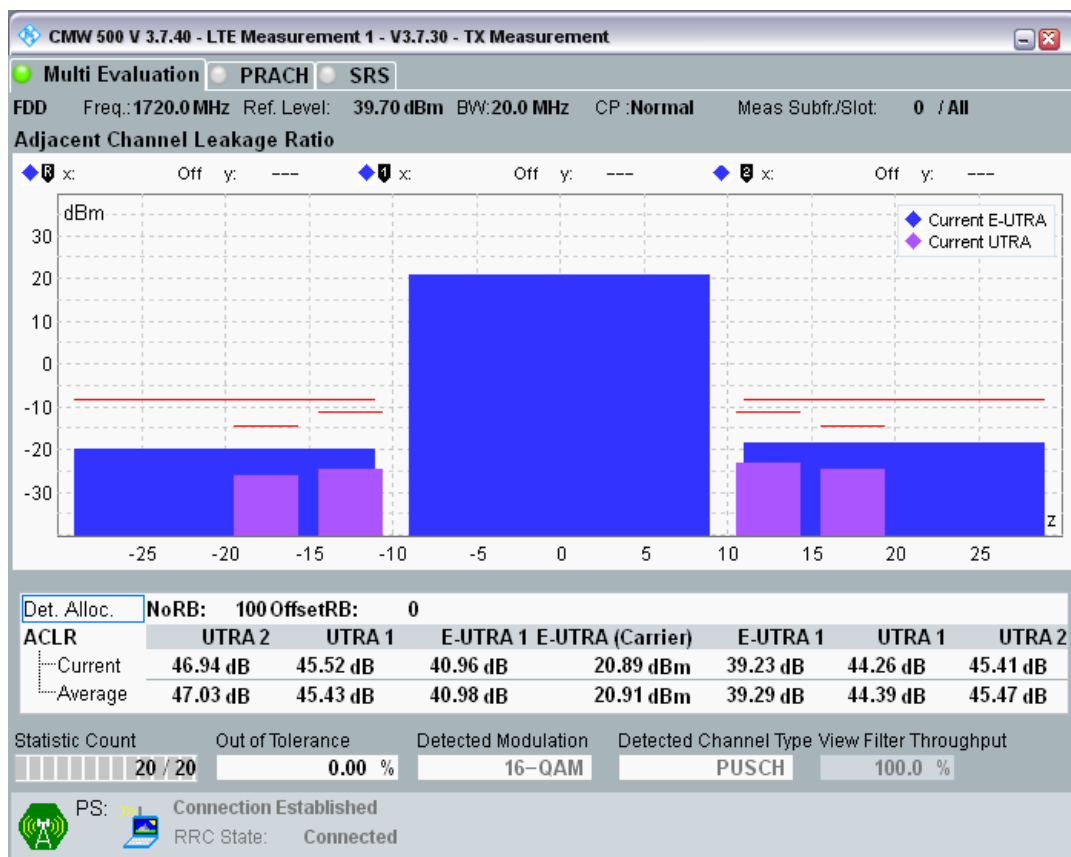 CMW 500 V 3.7.40 - LTE Measurement 1 - V3.7.30 - TX Measurement
Multi Evaluation PRACH SRS
FDD Freq.: 1720.0 MHz Ref. Level: 39.70 dBm BW: 20.0 MHz CP : Normal Meas Subfr./Slot: 0 / All
Adjacent Channel Leakage Ratio
R x: Off y: --- 1 x: Off y: --- 2 x: Off y: ---
dBm
Current E-UTRA
Current UTRA
30
20
10
0
-10
-20
-30
z
-25 -20 -15 -10 -5 0 5 10 15 20 25
Det. Alloc. NoRB: 100 OffsetRB: 0
ACLR UTRA 2 UTRA 1 E-UTRA 1 E-UTRA (Carrier) E-UTRA 1 UTRA 1 UTRA 2
Current 46.94 dB 45.52 dB 40.96 dB 20.89 dBm 39.23 dB 44.26 dB 45.41 dB
Average 47.03 dB 45.43 dB 40.98 dB 20.91 dBm 39.29 dB 44.39 dB 45.47 dB
Statistic Count Out of Tolerance Detected Modulation Detected Channel Type View Filter Throughput
20 / 20 0.00 % 16-QAM PUSCH 100.0 %
PS: Connection Established
RRC State: Connected